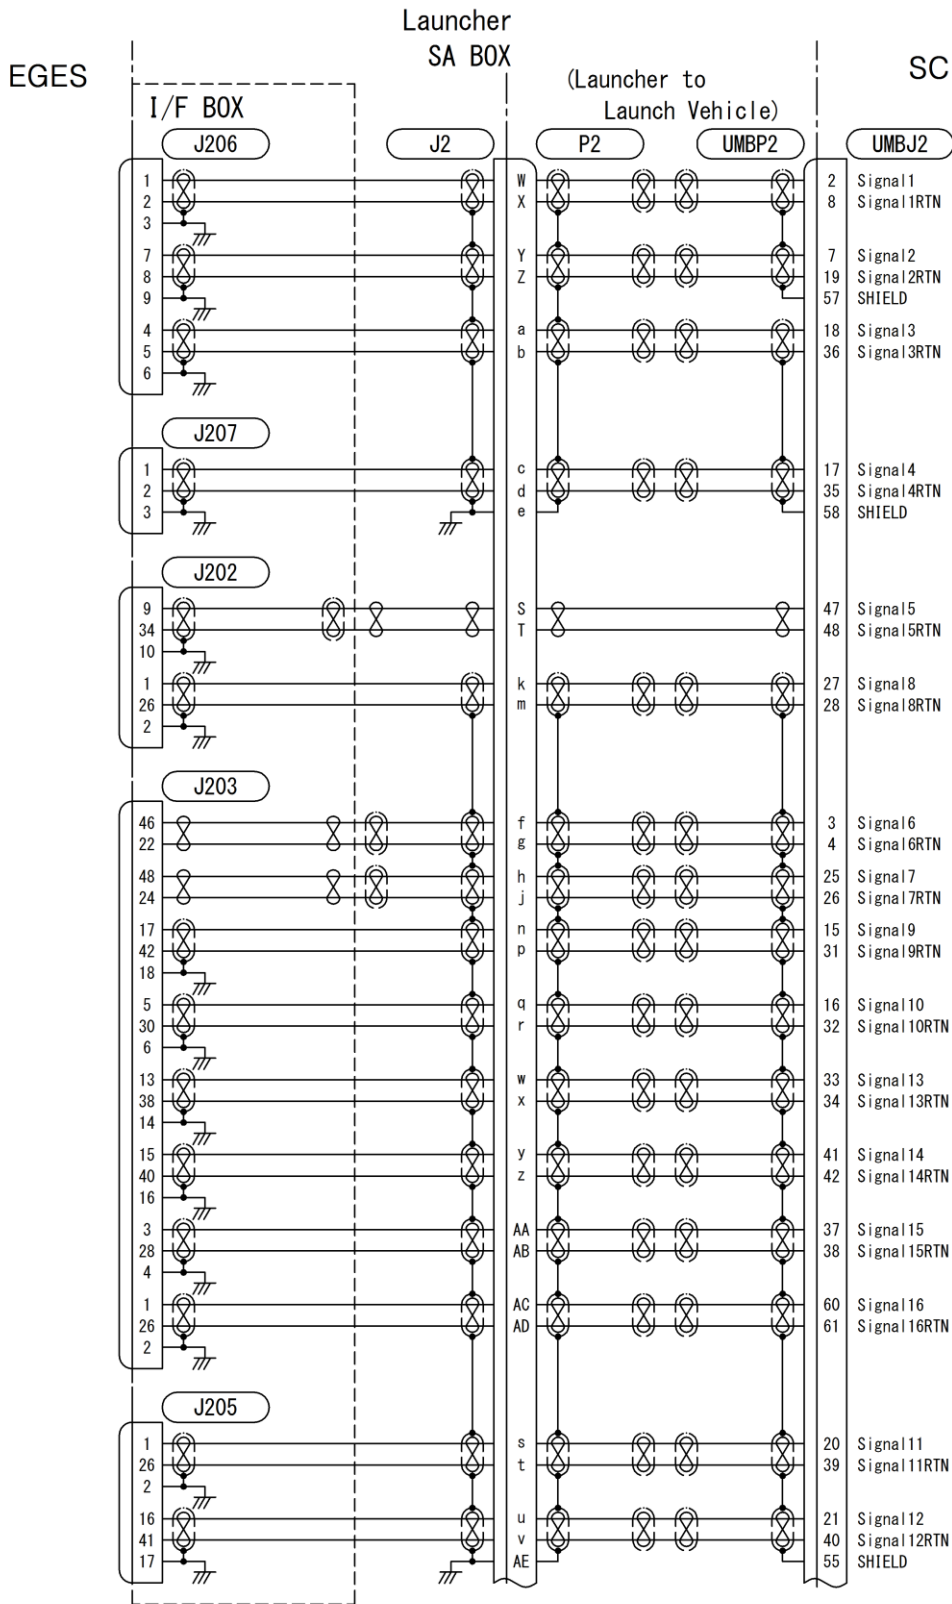 Launcher
SA BOX
EGES
SC
(Launcher to
Launch Vehicle)
I/F BOX
J206 J2 P2 UMBP2 UMBJ2
1 W 2 Signal1
2 X 8 Signal1RTN
3
7 Y 7 Signal2
8 Z 19 Signal2RTN
9 57 SHIELD
4 a 18 Signal3
5 b 36 Signal3RTN
6
J207
1 c 17 Signal4
2 d 35 Signal4RTN
3 e 58 SHIELD
J202
9 S 47 Signal5
34 T 48 Signal5RTN
10
1 k 27 Signal8
26 m 28 Signal8RTN
2
J203
46 f 3 Signal6
22 g 4 Signal6RTN
48 h 25 Signal7
24 j 26 Signal7RTN
17 n 15 Signal9
42 p 31 Signal9RTN
18
5 q 16 Signal10
30 r 32 Signal10RTN
6
13 w 33 Signal13
38 x 34 Signal13RTN
14
15 y 41 Signal14
40 z 42 Signal14RTN
16
3 AA 37 Signal15
28 AB 38 Signal15RTN
4
1 AC 60 Signal16
26 AD 61 Signal16RTN
2
J205
1 s 20 Signal11
26 t 39 Signal11RTN
2
16 u 21 Signal12
41 v 40 Signal12RTN
17 AE 55 SHIELD